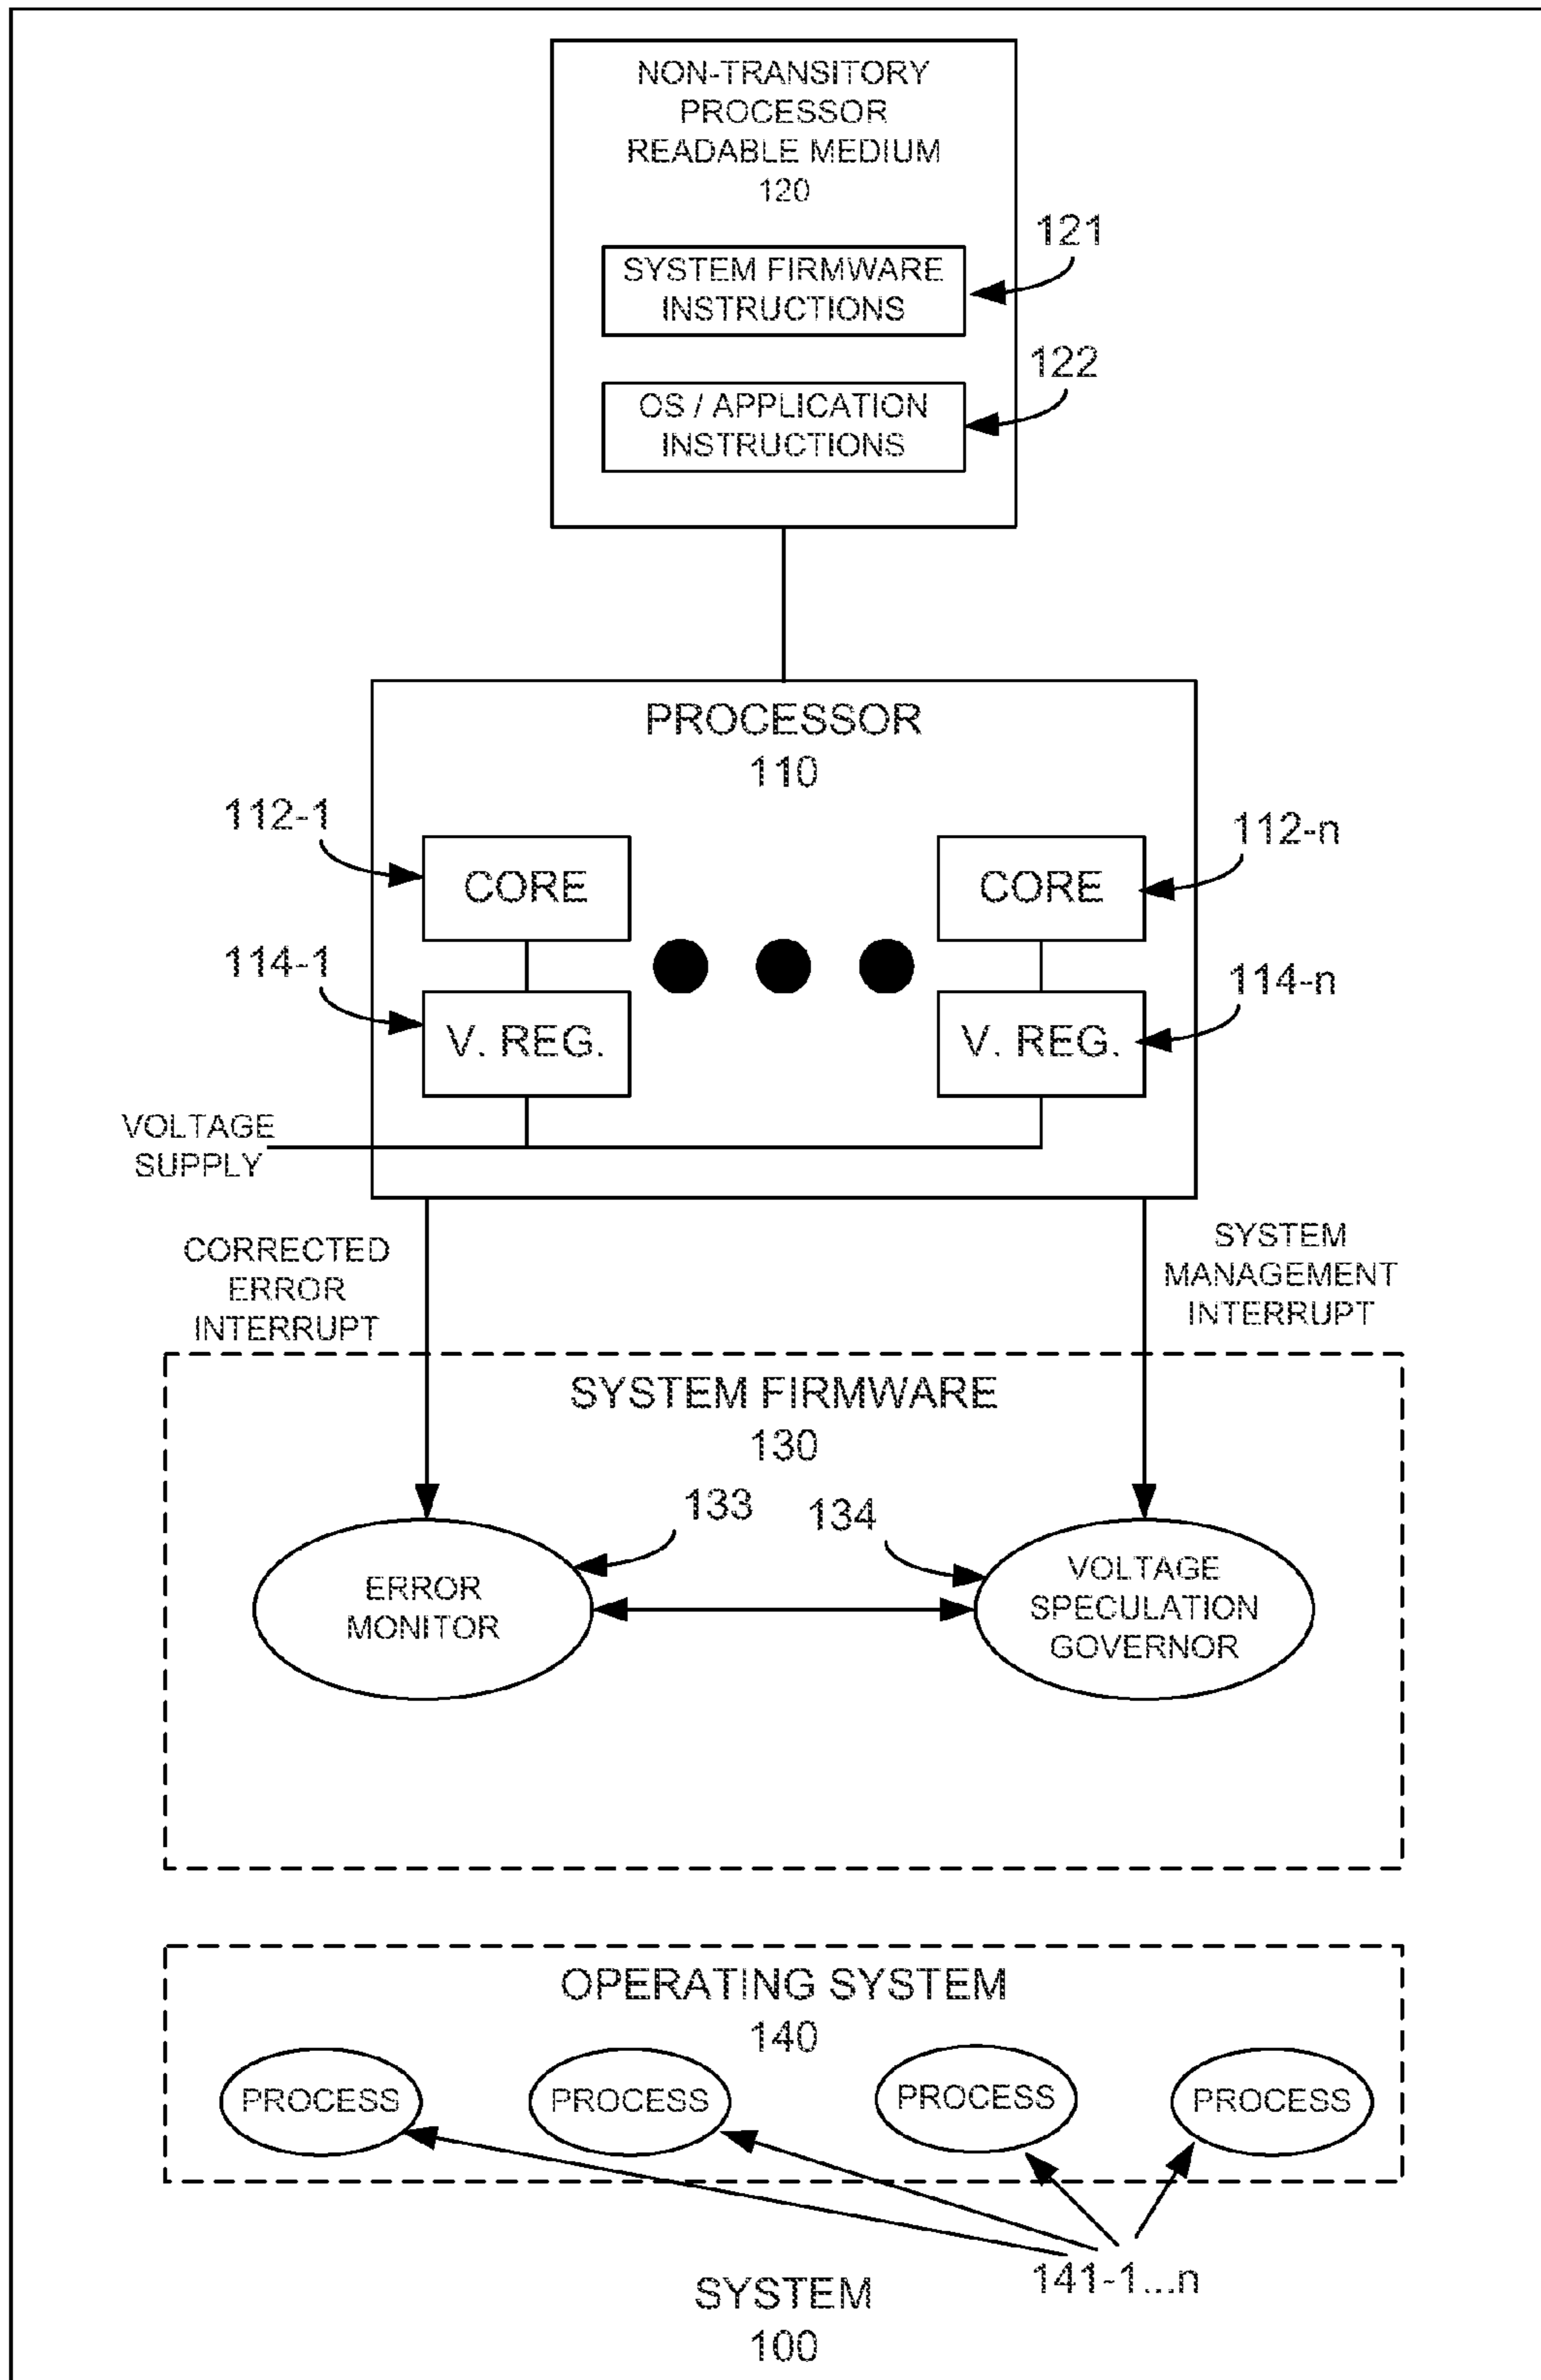 NON-TRANSITORY
PROCESSOR
READABLE MEDIUM
120
121
SYSTEM FIRMWARE
INSTRUCTIONS
122
OS / APPLICATION
INSTRUCTIONS
PROCESSOR
110
112-1
112-n
CORE
CORE
114-1
114-n
V. REG.
V. REG.
VOLTAGE
SUPPLY
CORRECTED
ERROR
INTERRUPT
SYSTEM
MANAGEMENT
INTERRUPT
SYSTEM FIRMWARE
130
133
134
ERROR
MONITOR
VOLTAGE
SPECULATION
GOVERNOR
OPERATING SYSTEM
140
PROCESS
PROCESS
PROCESS
PROCESS
141-1...n
SYSTEM
100